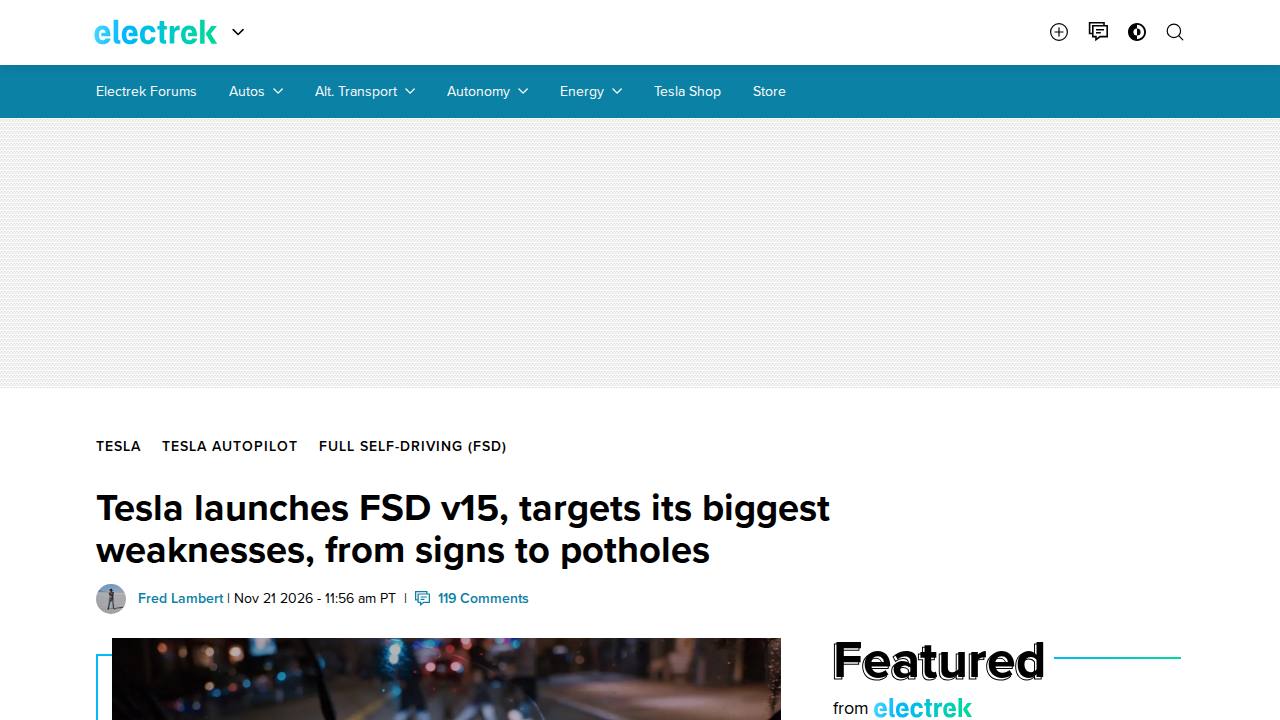 electrek
Electrek Forums Autos Alt. Transport Autonomy Energy Tesla Shop Store
TESLA TESLA AUTOPILOT FULL SELF-DRIVING (FSD)
Tesla launches FSD v15, targets its biggest
weaknesses, from signs to potholes
Fred Lambert | Nov 21 2026 - 11:56 am PT | 119 Comments
Featured
from electrek